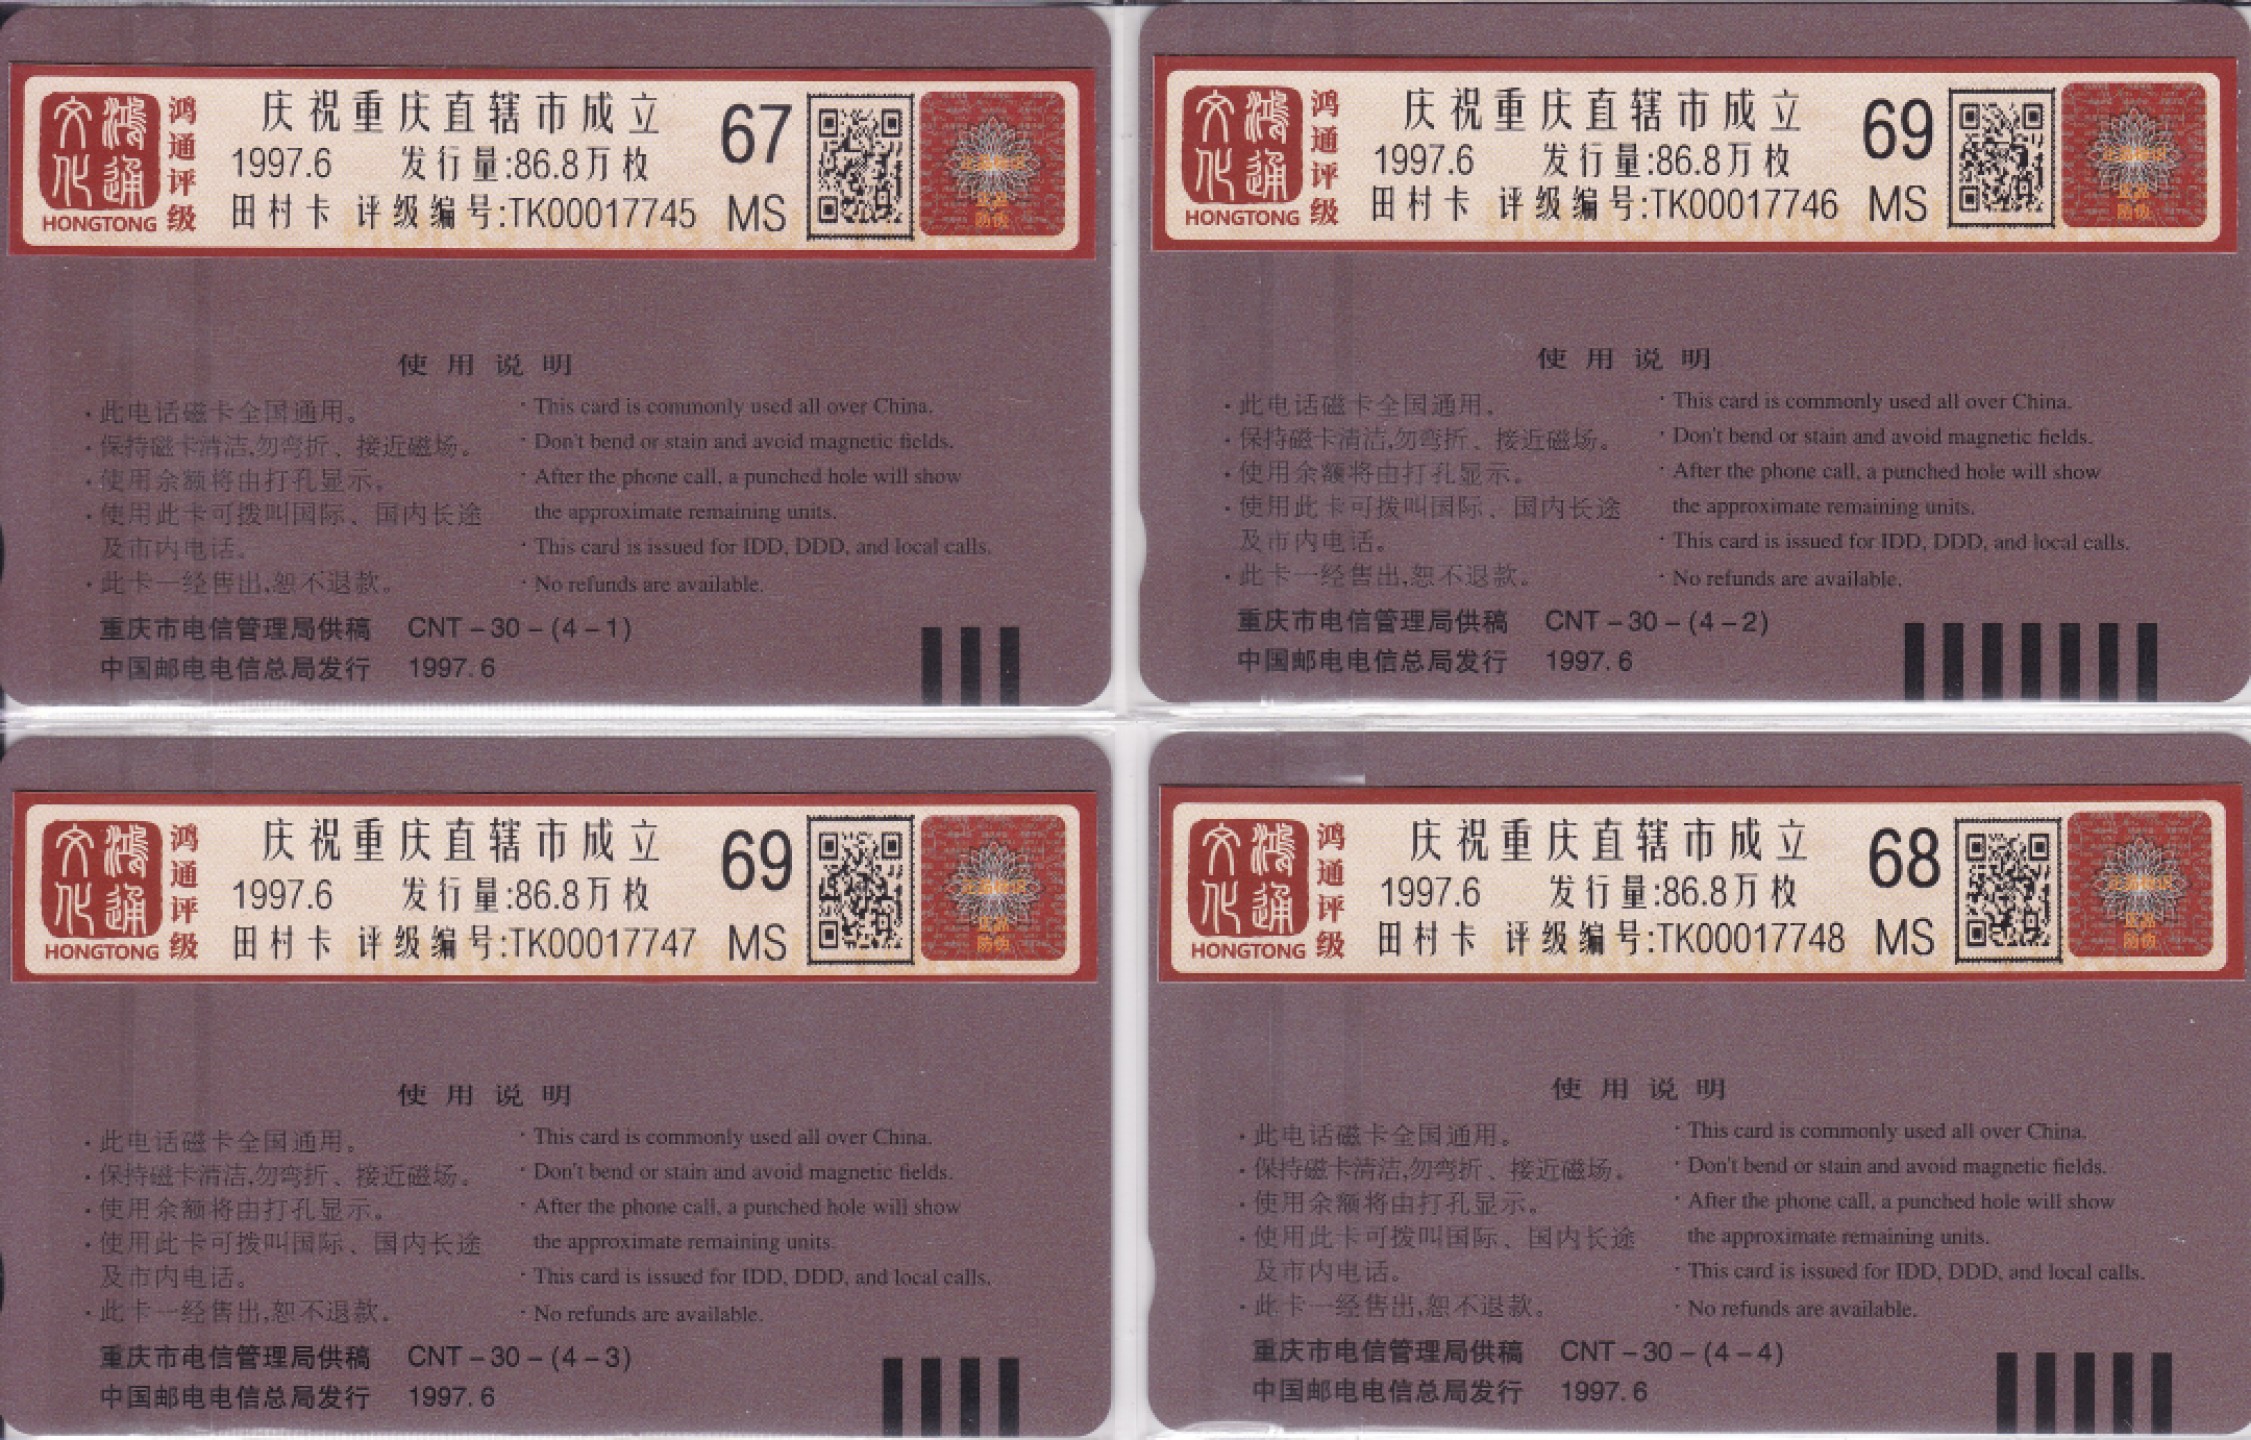 鸿通文化
HONGTONG
鸿通评级
庆祝重庆直辖市成立
1997.6 发行量:86.8万枚
田村卡 评级编号:TK00017745
67
MS
使用说明
·此电话磁卡全国通用。
·保持磁卡清洁,勿弯折、接近磁场。
·使用余额将由打孔显示。
·使用此卡可拨叫国际、国内长途
及市内电话。
·此卡一经售出,恕不退款。
·This card is commonly used all over China.
·Don't bend or stain and avoid magnetic fields.
·After the phone call, a punched hole will show
the approximate remaining units.
·This card is issued for IDD, DDD, and local calls.
·No refunds are available.
重庆市电信管理局供稿 CNT-30-(4-1)
中国邮电电信总局发行 1997.6
鸿通文化
HONGTONG
鸿通评级
庆祝重庆直辖市成立
1997.6 发行量:86.8万枚
田村卡 评级编号:TK00017746
69
MS
使用说明
·此电话磁卡全国通用。
·保持磁卡清洁,勿弯折、接近磁场。
·使用余额将由打孔显示。
·使用此卡可拨叫国际、国内长途
及市内电话。
·此卡一经售出,恕不退款。
·This card is commonly used all over China.
·Don't bend or stain and avoid magnetic fields.
·After the phone call, a punched hole will show
the approximate remaining units.
·This card is issued for IDD, DDD, and local calls.
·No refunds are available.
重庆市电信管理局供稿 CNT-30-(4-2)
中国邮电电信总局发行 1997.6
鸿通文化
HONGTONG
鸿通评级
庆祝重庆直辖市成立
1997.6 发行量:86.8万枚
田村卡 评级编号:TK00017747
69
MS
使用说明
·此电话磁卡全国通用。
·保持磁卡清洁,勿弯折、接近磁场。
·使用余额将由打孔显示。
·使用此卡可拨叫国际、国内长途
及市内电话。
·此卡一经售出,恕不退款。
·This card is commonly used all over China.
·Don't bend or stain and avoid magnetic fields.
·After the phone call, a punched hole will show
the approximate remaining units.
·This card is issued for IDD, DDD, and local calls.
·No refunds are available.
重庆市电信管理局供稿 CNT-30-(4-3)
中国邮电电信总局发行 1997.6
鸿通文化
HONGTONG
鸿通评级
庆祝重庆直辖市成立
1997.6 发行量:86.8万枚
田村卡 评级编号:TK00017748
68
MS
使用说明
·此电话磁卡全国通用。
·保持磁卡清洁,勿弯折、接近磁场。
·使用余额将由打孔显示。
·使用此卡可拨叫国际、国内长途
及市内电话。
·此卡一经售出,恕不退款。
·This card is commonly used all over China.
·Don't bend or stain and avoid magnetic fields.
·After the phone call, a punched hole will show
the approximate remaining units.
·This card is issued for IDD, DDD, and local calls.
·No refunds are available.
重庆市电信管理局供稿 CNT-30-(4-4)
中国邮电电信总局发行 1997.6